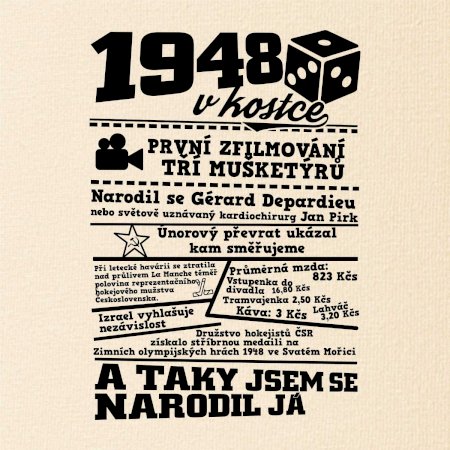 1948
v kostce
PRVNÍ ZFILMOVÁNÍ
TŘÍ MUŠKETÝRŮ
Narodil se Gérard Depardieu
nebo světově uznávaný kardiochirurg Jan Pirk
Únorový převrat ukázal
kam směřujeme
Při letecké havárii se ztratila
nad průlivem La Manche téměř
polovina reprezentačního
hokejového mužstva
Československa.
Průměrná mzda:
823 Kčs
Vstupenka do
divadla 16,80 Kčs
Tramvajenka 2,50 Kčs
Káva: 3 Kčs
Lahváč
3,20 Kčs
Izrael vyhlašuje
nezávislost
Družstvo hokejistů ČSR
získalo stříbrnou medaili na
Zimních olympijských hrách 1948 ve Svatém Mořici
A TAKY JSEM SE
NARODIL JÁ